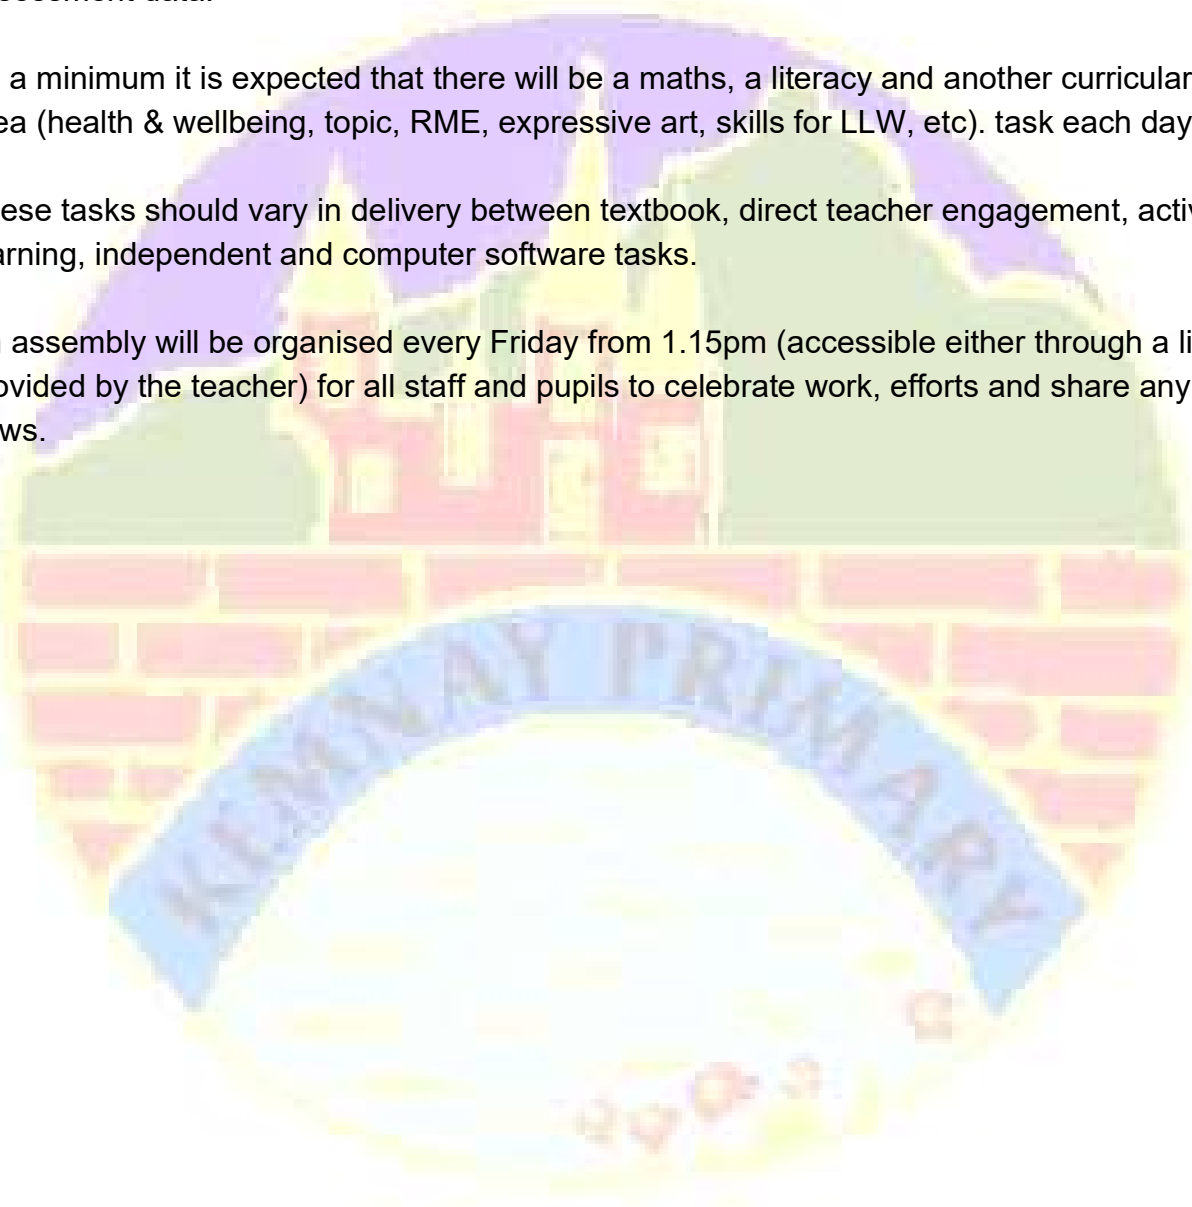 a minimum it is expected that there will be a maths, a literacy and another curricular
ea (health & wellbeing, topic, RME, expressive art, skills for LLW, etc). task each day
ese tasks should vary in delivery between textbook, direct teacher engagement, activ
arning, independent and computer software tasks.
assembly will be organised every Friday from 1.15pm (accessible either through a li
ovided by the teacher) for all staff and pupils to celebrate work, efforts and share any
ws.
KEMNAY PRIMARY